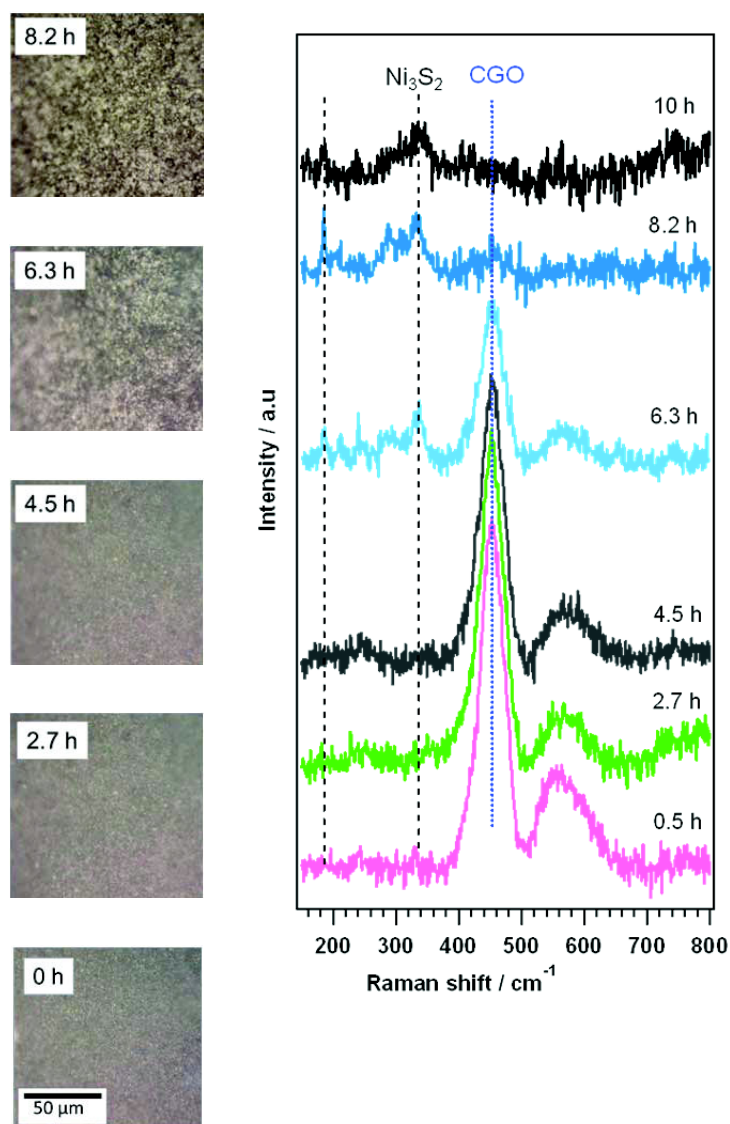 8.2 h
6.3 h
4.5 h
2.7 h
0 h
50 µm
Ni₃S₂
CGO
10 h
8.2 h
6.3 h
4.5 h
2.7 h
0.5 h
Intensity / a.u
200 300 400 500 600 700 800
Raman shift / cm⁻¹